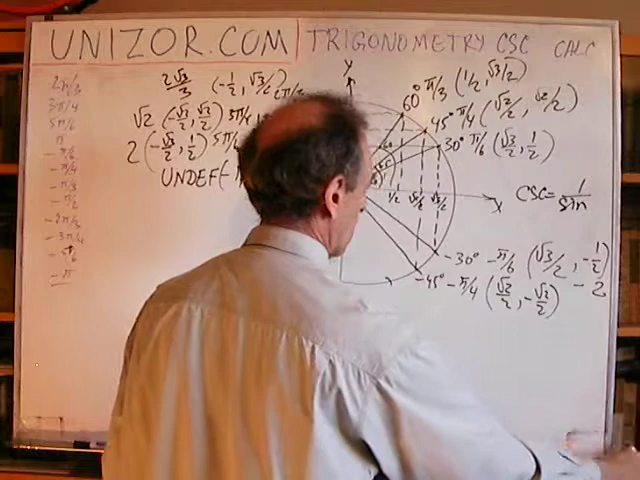 UNIZOR.COM
TRIGONOMETRY CSC CALC
2π/3
3π/4
5π/6
π
-π/6
-π/4
-π/3
-π/2
-2π/3
-3π/4
-π
2√3/3 (-1/2, √3/2) 2π/3
√2 (-√2/2, √2/2) 3π/4
2 (-√3/2, 1/2) 5π/6
UNDEF(-
Y
60° π/3 (1/2, √3/2)
45° π/4 (√2/2, √2/2)
30° π/6 (√3/2, 1/2)
1/2 √2/2 √3/2
X
CSC=1/sin
-30° -π/6 (√3/2, -1/2)
-2
-45° -π/4 (√2/2, -√2/2)